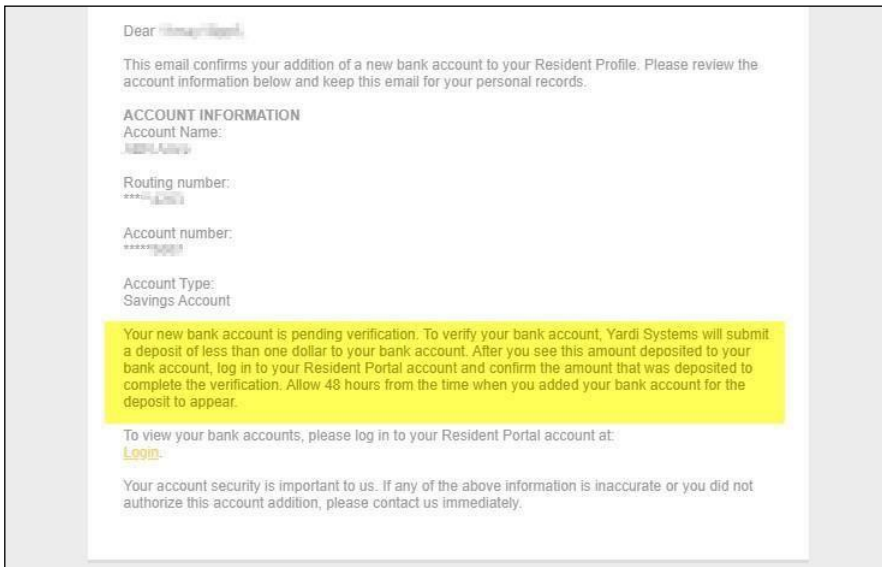 Dear
This email confirms your addition of a new bank account to your Resident Profile. Please review the
account information below and keep this email for your personal records.
ACCOUNT INFORMATION
Account Name:
Routing number:
Account number:
Account Type:
Savings Account
Your new bank account is pending verification. To verify your bank account, Yardi Systems will submit
a deposit of less than one dollar to your bank account. After you see this amount deposited to your
bank account, log in to your Resident Portal account and confirm the amount that was deposited to
complete the verification. Allow 48 hours from the time when you added your bank account for the
deposit to appear.
To view your bank accounts, please log in to your Resident Portal account at:
Login.
Your account security is important to us. If any of the above information is inaccurate or you did not
authorize this account addition, please contact us immediately.